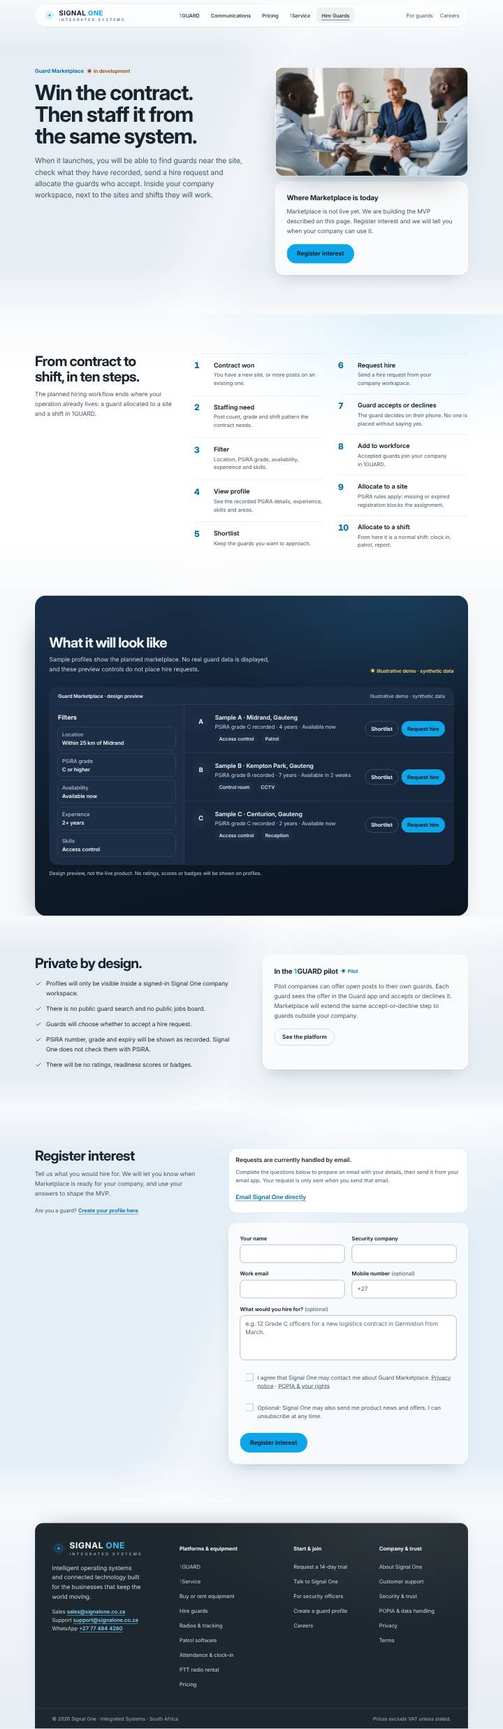 SIGNAL ONE
INTEGRATED SYSTEMS
1GUARD
Communications
Pricing
1Service
Hire Guards
For guards
Careers
Guard Marketplace
In development
Win the contract.
Then staff it from
the same system.
When it launches, you will be able to find guards near the site,
check what they have recorded, send a hire request and
allocate the guards who accept. Inside your company
workspace, next to the sites and shifts they will work.
Where Marketplace is today
Marketplace is not live yet. We are building the MVP
described on this page. Register interest and we will tell you
when your company can use it.
Register interest
From contract to
shift, in ten steps.
The planned hiring workflow ends where your
operation already lives: a guard allocated to a site
and a shift in 1GUARD.
1 Contract won
You have a new site, or more posts on an
existing one.
2 Staffing need
Post count, grade and shift pattern the
contract needs.
3 Filter
Location, PSiRA grade, availability,
experience and skills.
4 View profile
See the recorded PSiRA details, experience,
skills and areas.
5 Shortlist
Keep the guards you want to approach.
6 Request hire
Send a hire request from your
company workspace.
7 Guard accepts or declines
The guard decides on their phone. No one is
placed without saying yes.
8 Add to workforce
Accepted guards join your company
in 1GUARD.
9 Allocate to a site
PSiRA rules apply: missing or expired
registration blocks the assignment.
10 Allocate to a shift
From here it is a normal shift: clock in,
patrol, report.
What it will look like
Sample profiles show the planned marketplace. No real guard data is displayed,
and these preview controls do not place hire requests.
Illustrative demo · synthetic data
Guard Marketplace · design preview
Illustrative demo · synthetic data
Filters
Location
Within 25 km of Midrand
PSiRA grade
C or higher
Availability
Available now
Experience
2+ years
Skills
Access control
A
Sample A · Midrand, Gauteng
PSiRA grade C recorded · 4 years · Available now
Access control
Patrol
Shortlist
Request hire
B
Sample B · Kempton Park, Gauteng
PSiRA grade B recorded · 7 years · Available in 2 weeks
Control room
CCTV
Shortlist
Request hire
C
Sample C · Centurion, Gauteng
PSiRA grade C recorded · 2 years · Available now
Access control
Reception
Shortlist
Request hire
Design preview, not the live product. No ratings, scores or badges will be shown on profiles.
Private by design.
Profiles will only be visible inside a signed-in Signal One company
workspace.
There is no public guard search and no public jobs board.
Guards will choose whether to accept a hire request.
PSiRA number, grade and expiry will be shown as recorded. Signal
One does not check them with PSiRA.
There will be no ratings, readiness scores or badges.
In the 1GUARD pilot
Pilot
Pilot companies can offer open posts to their own guards. Each
guard sees the offer in the Guard app and accepts or declines it.
Marketplace will extend the same accept-or-decline step to
guards outside your company.
See the platform
Register interest
Tell us what you would hire for. We will let you know when
Marketplace is ready for your company, and use your
answers to shape the MVP.
Are you a guard? Create your profile here.
Requests are currently handled by email.
Complete the questions below to prepare an email with your details, then send it from your
email app. Your request is only sent when you send that email.
Email Signal One directly
Your name
Security company
Work email
Mobile number (optional)
+27
What would you hire for? (optional)
e.g. 12 Grade C officers for a new logistics contract in Germiston from
March.
I agree that Signal One may contact me about Guard Marketplace. Privacy
notice · POPIA & your rights
Optional: Signal One may also send me product news and offers. I can
unsubscribe at any time.
Register interest
SIGNAL ONE
INTEGRATED SYSTEMS
Intelligent operating systems
and connected technology built
for the businesses that keep the
world moving.
Sales sales@signalone.co.za
Support support@signalone.co.za
WhatsApp +27 77 484 4260
Platforms & equipment
1GUARD
1Service
Buy or rent equipment
Hire guards
Radios & tracking
Patrol software
Attendance & clock-in
PTT radio rental
Pricing
Start & join
Request a 14-day trial
Talk to Signal One
For security officers
Create a guard profile
Careers
Company & trust
About Signal One
Customer support
Security & trust
POPIA & data handling
Privacy
Terms
© 2026 Signal One · Integrated Systems · South Africa
Prices exclude VAT unless stated.